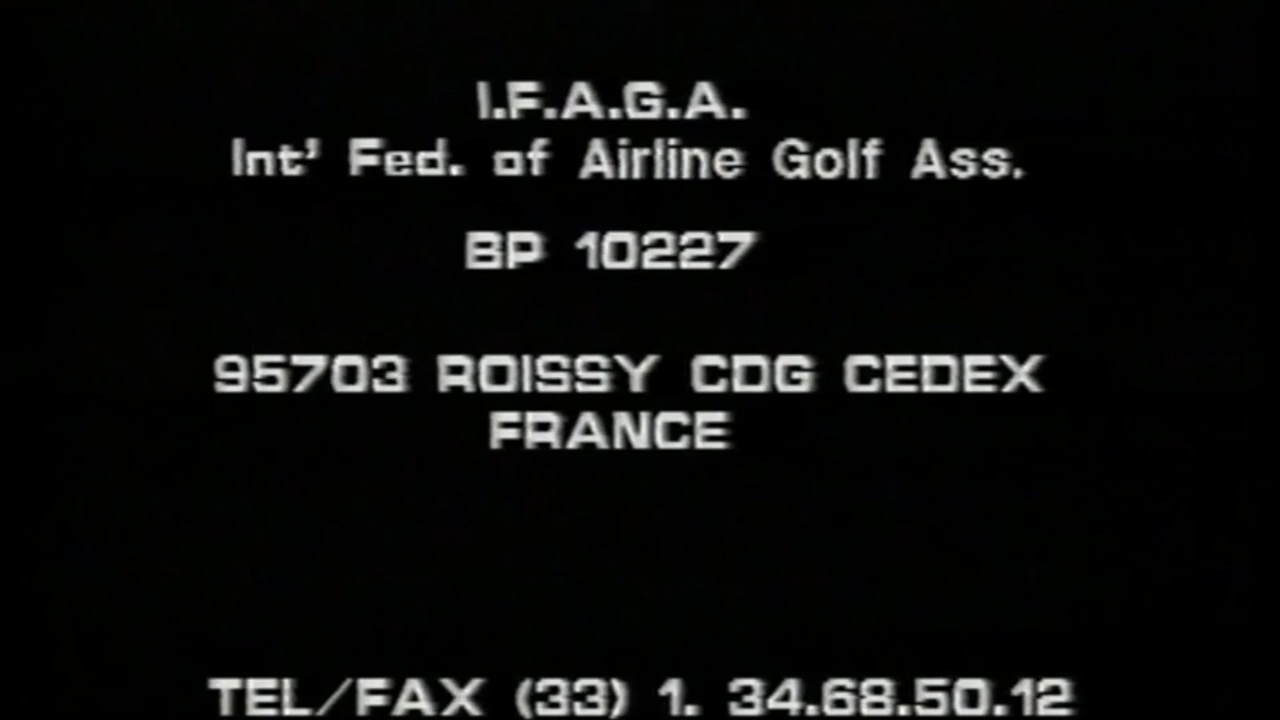 I.F.A.G.A.
Int' Fed. of Airline Golf Ass.
BP 10227
95703 ROISSY CDG CEDEX
FRANCE
TEL/FAX (33) 1. 34.68.50.12